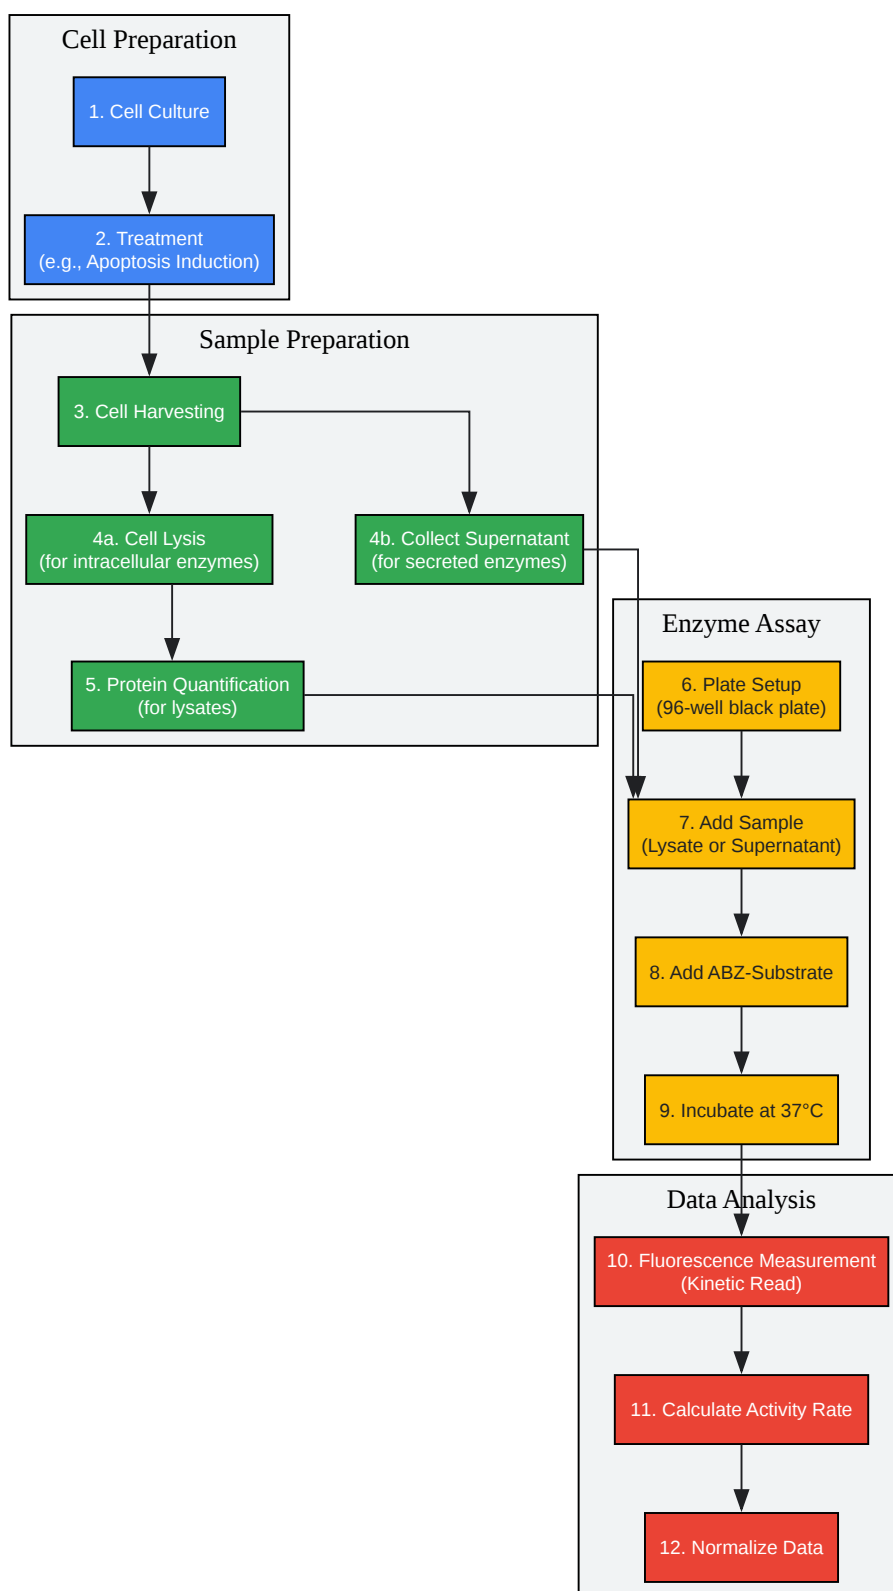 Cell Preparation
1. Cell Culture
2. Treatment
(e.g., Apoptosis Induction)
Sample Preparation
3. Cell Harvesting
4a. Cell Lysis
(for intracellular enzymes)
4b. Collect Supernatant
(for secreted enzymes)
5. Protein Quantification
(for lysates)
Enzyme Assay
6. Plate Setup
(96-well black plate)
7. Add Sample
(Lysate or Supernatant)
8. Add ABZ-Substrate
9. Incubate at 37°C
Data Analysis
10. Fluorescence Measurement
(Kinetic Read)
11. Calculate Activity Rate
12. Normalize Data